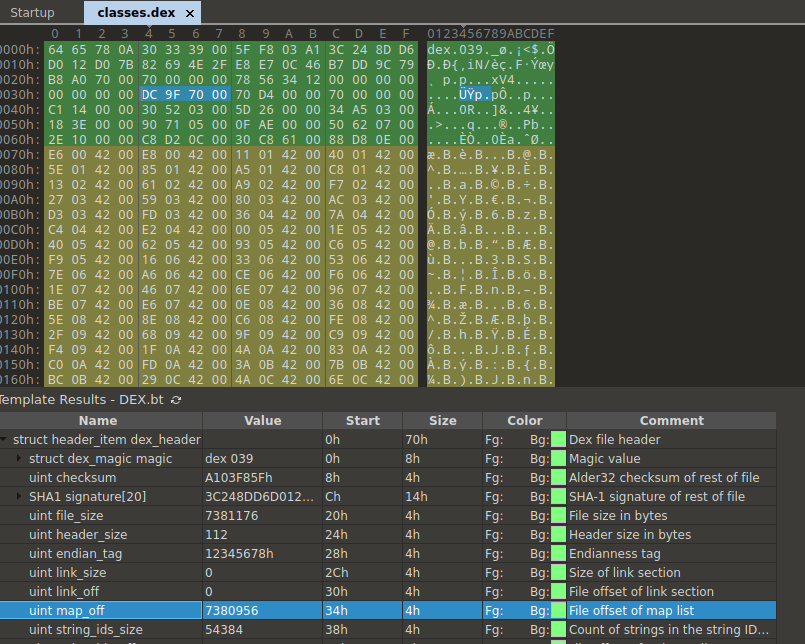 Startup classes.dex ×
0 1 2 3 4 5 6 7 8 9 A B C D E F 0123456789ABCDEF
0000h: 64 65 78 0A 30 33 39 00 5F F8 03 A1 3C 24 8D D6 dex.039._ø.¡<$.Ö
0010h: D0 12 D0 7B 82 69 4E 2F E8 E7 0C 46 B7 DD 9C 79 Ð.Ð{‚iN/èç.F·Ýœy
0020h: B8 A0 70 00 70 00 00 00 78 56 34 12 00 00 00 00 ¸ p.p...xV4.....
0030h: 00 00 00 00 DC 9F 70 00 70 D4 00 00 70 00 00 00 ....ÜŸp.pÔ..p...
0040h: C1 14 00 00 30 52 03 00 5D 26 00 00 34 A5 03 00 Á...0R..]&..4¥..
0050h: 18 3E 00 00 90 71 05 00 0F AE 00 00 50 62 07 00 .>...q...®..Pb..
0060h: 2E 10 00 00 C8 D2 0C 00 30 C8 61 00 88 D8 0E 00 ....ÈÒ..0Èa.ˆØ..
0070h: E6 00 42 00 E8 00 42 00 11 01 42 00 40 01 42 00 æ.B.è.B...B.@.B.
0080h: 5E 01 42 00 85 01 42 00 A5 01 42 00 C8 01 42 00 ^.B.….B.¥.B.È.B.
0090h: 13 02 42 00 61 02 42 00 A9 02 42 00 F7 02 42 00 ..B.a.B.©.B.÷.B.
00A0h: 27 03 42 00 59 03 42 00 80 03 42 00 AC 03 42 00 '.B.Y.B.€.B.¬.B.
00B0h: D3 03 42 00 FD 03 42 00 36 04 42 00 7A 04 42 00 Ó.B.ý.B.6.B.z.B.
00C0h: C4 04 42 00 E2 04 42 00 00 05 42 00 1E 05 42 00 Ä.B.â.B...B...B.
00D0h: 40 05 42 00 62 05 42 00 93 05 42 00 C6 05 42 00 @.B.b.B.“.B.Æ.B.
00E0h: F9 05 42 00 16 06 42 00 33 06 42 00 53 06 42 00 ù.B...B.3.B.S.B.
00F0h: 7E 06 42 00 A6 06 42 00 CE 06 42 00 F6 06 42 00 ~.B.¦.B.Î.B.ö.B.
0100h: 1E 07 42 00 46 07 42 00 6E 07 42 00 96 07 42 00 ..B.F.B.n.B.–.B.
0110h: BE 07 42 00 E6 07 42 00 0E 08 42 00 36 08 42 00 ¾.B.æ.B...B.6.B.
0120h: 5E 08 42 00 8E 08 42 00 C6 08 42 00 FE 08 42 00 ^.B.Ž.B.Æ.B.þ.B.
0130h: 2F 09 42 00 68 09 42 00 9F 09 42 00 C9 09 42 00 /.B.h.B.Ÿ.B.É.B.
0140h: F4 09 42 00 1F 0A 42 00 4A 0A 42 00 83 0A 42 00 ô.B...B.J.B.ƒ.B.
0150h: C0 0A 42 00 FD 0A 42 00 3A 0B 42 00 7B 0B 42 00 À.B.ý.B.:.B.{.B.
0160h: BC 0B 42 00 29 0C 42 00 4A 0C 42 00 6E 0C 42 00 ¼.B.).B.J.B.n.B.
Template Results - DEX.bt
Name Value Start Size Color Comment
struct header_item dex_header 0h 70h Fg: Bg: Dex file header
struct dex_magic magic dex 039 0h 8h Fg: Bg: Magic value
uint checksum A103F85Fh 8h 4h Fg: Bg: Alder32 checksum of rest of file
SHA1 signature[20] 3C248DD6D012... Ch 14h Fg: Bg: SHA-1 signature of rest of file
uint file_size 7381176 20h 4h Fg: Bg: File size in bytes
uint header_size 112 24h 4h Fg: Bg: Header size in bytes
uint endian_tag 12345678h 28h 4h Fg: Bg: Endianness tag
uint link_size 0 2Ch 4h Fg: Bg: Size of link section
uint link_off 0 30h 4h Fg: Bg: File offset of link section
uint map_off 7380956 34h 4h Fg: Bg: File offset of map list
uint string_ids_size 54384 38h 4h Fg: Bg: Count of strings in the string ID...